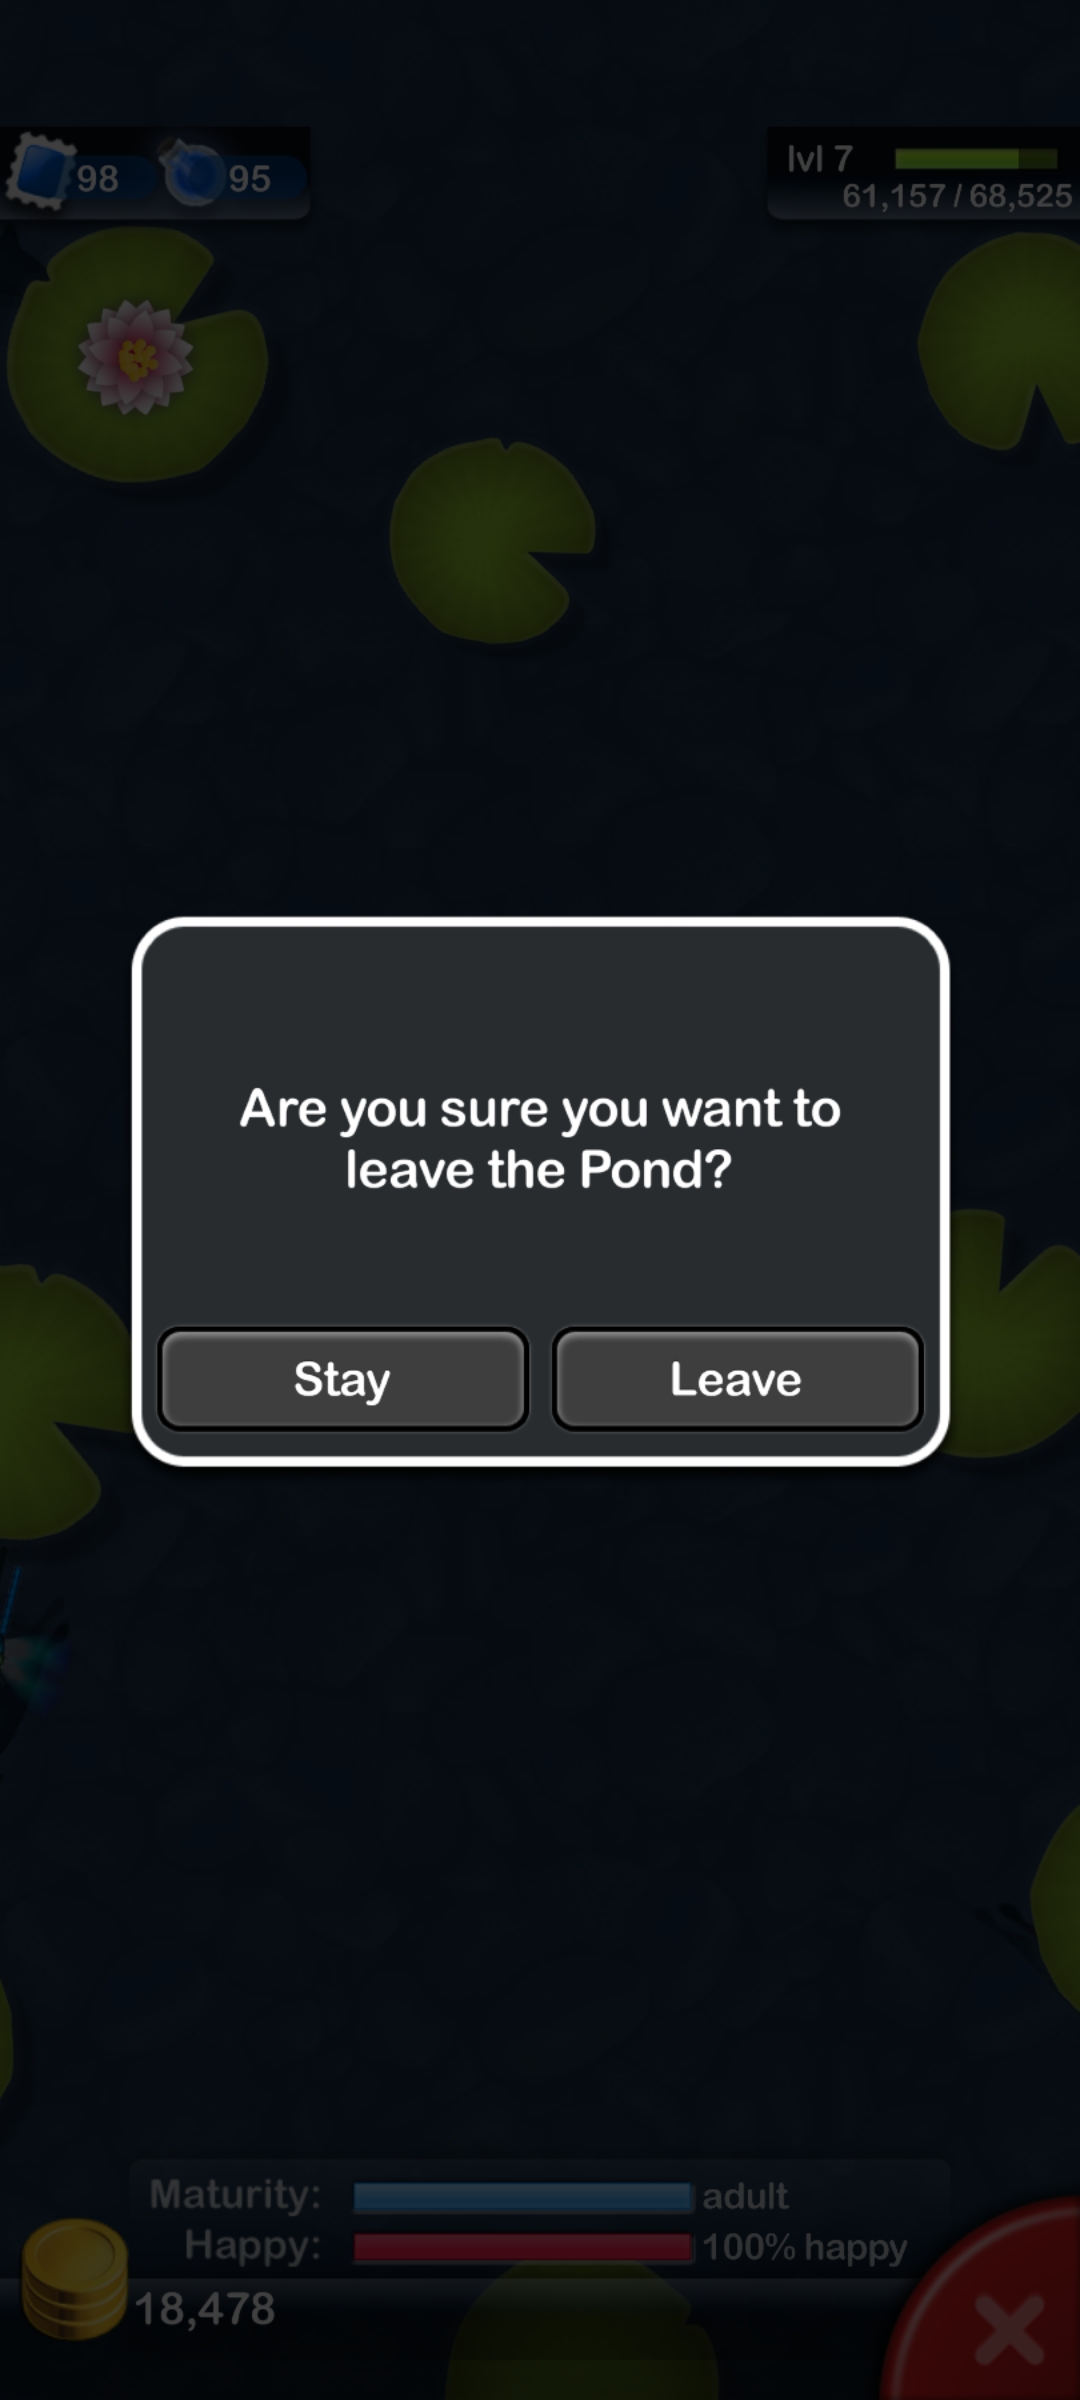 98 95
lvl 7
61,157 / 68,525
Are you sure you want to
leave the Pond?
Stay Leave
Maturity: adult
Happy: 100% happy
18,478